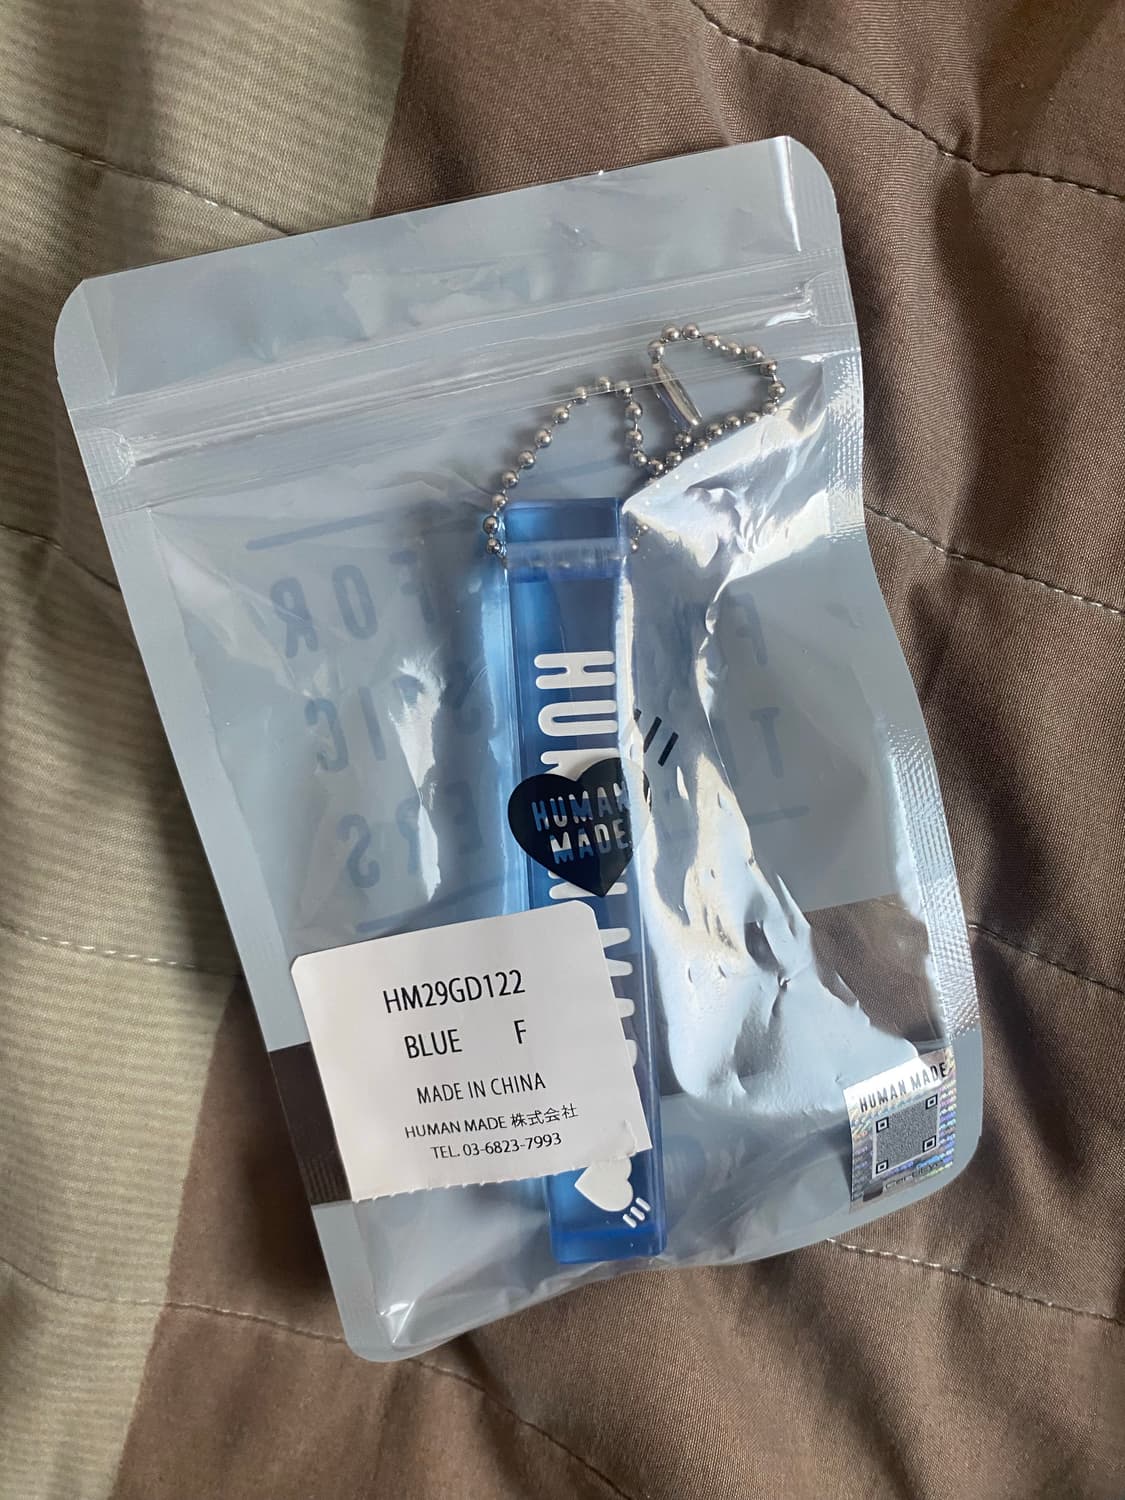 HUMAN
MADE
HM29GD122
BLUE F
MADE IN CHINA
HUMAN MADE 株式会社
TEL. 03-6823-7993
HUMAN MADE